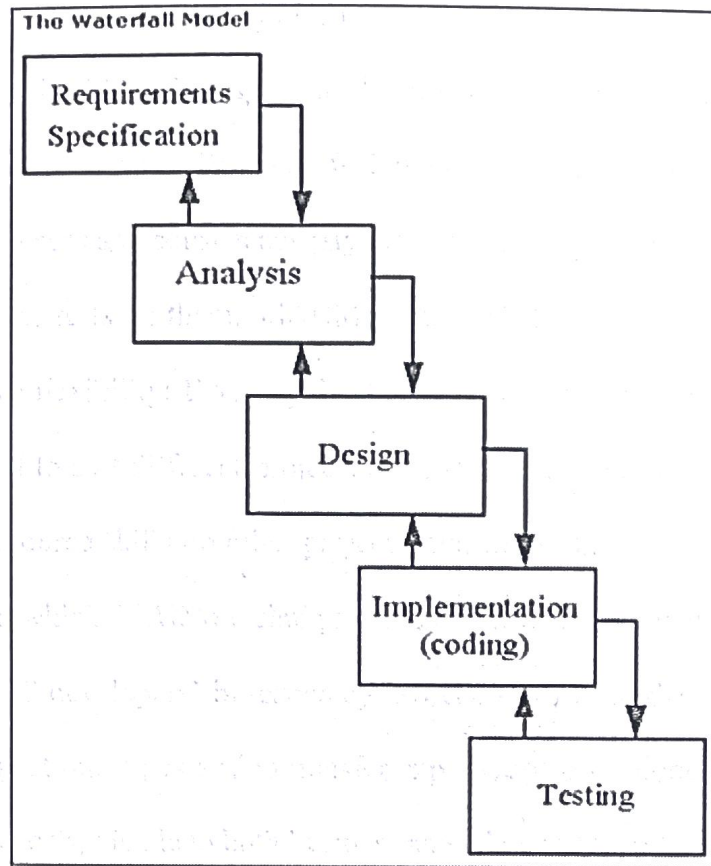 The Waterfall Model
Requirements
Specification
Analysis
Design
Implementation
(coding)
Testing